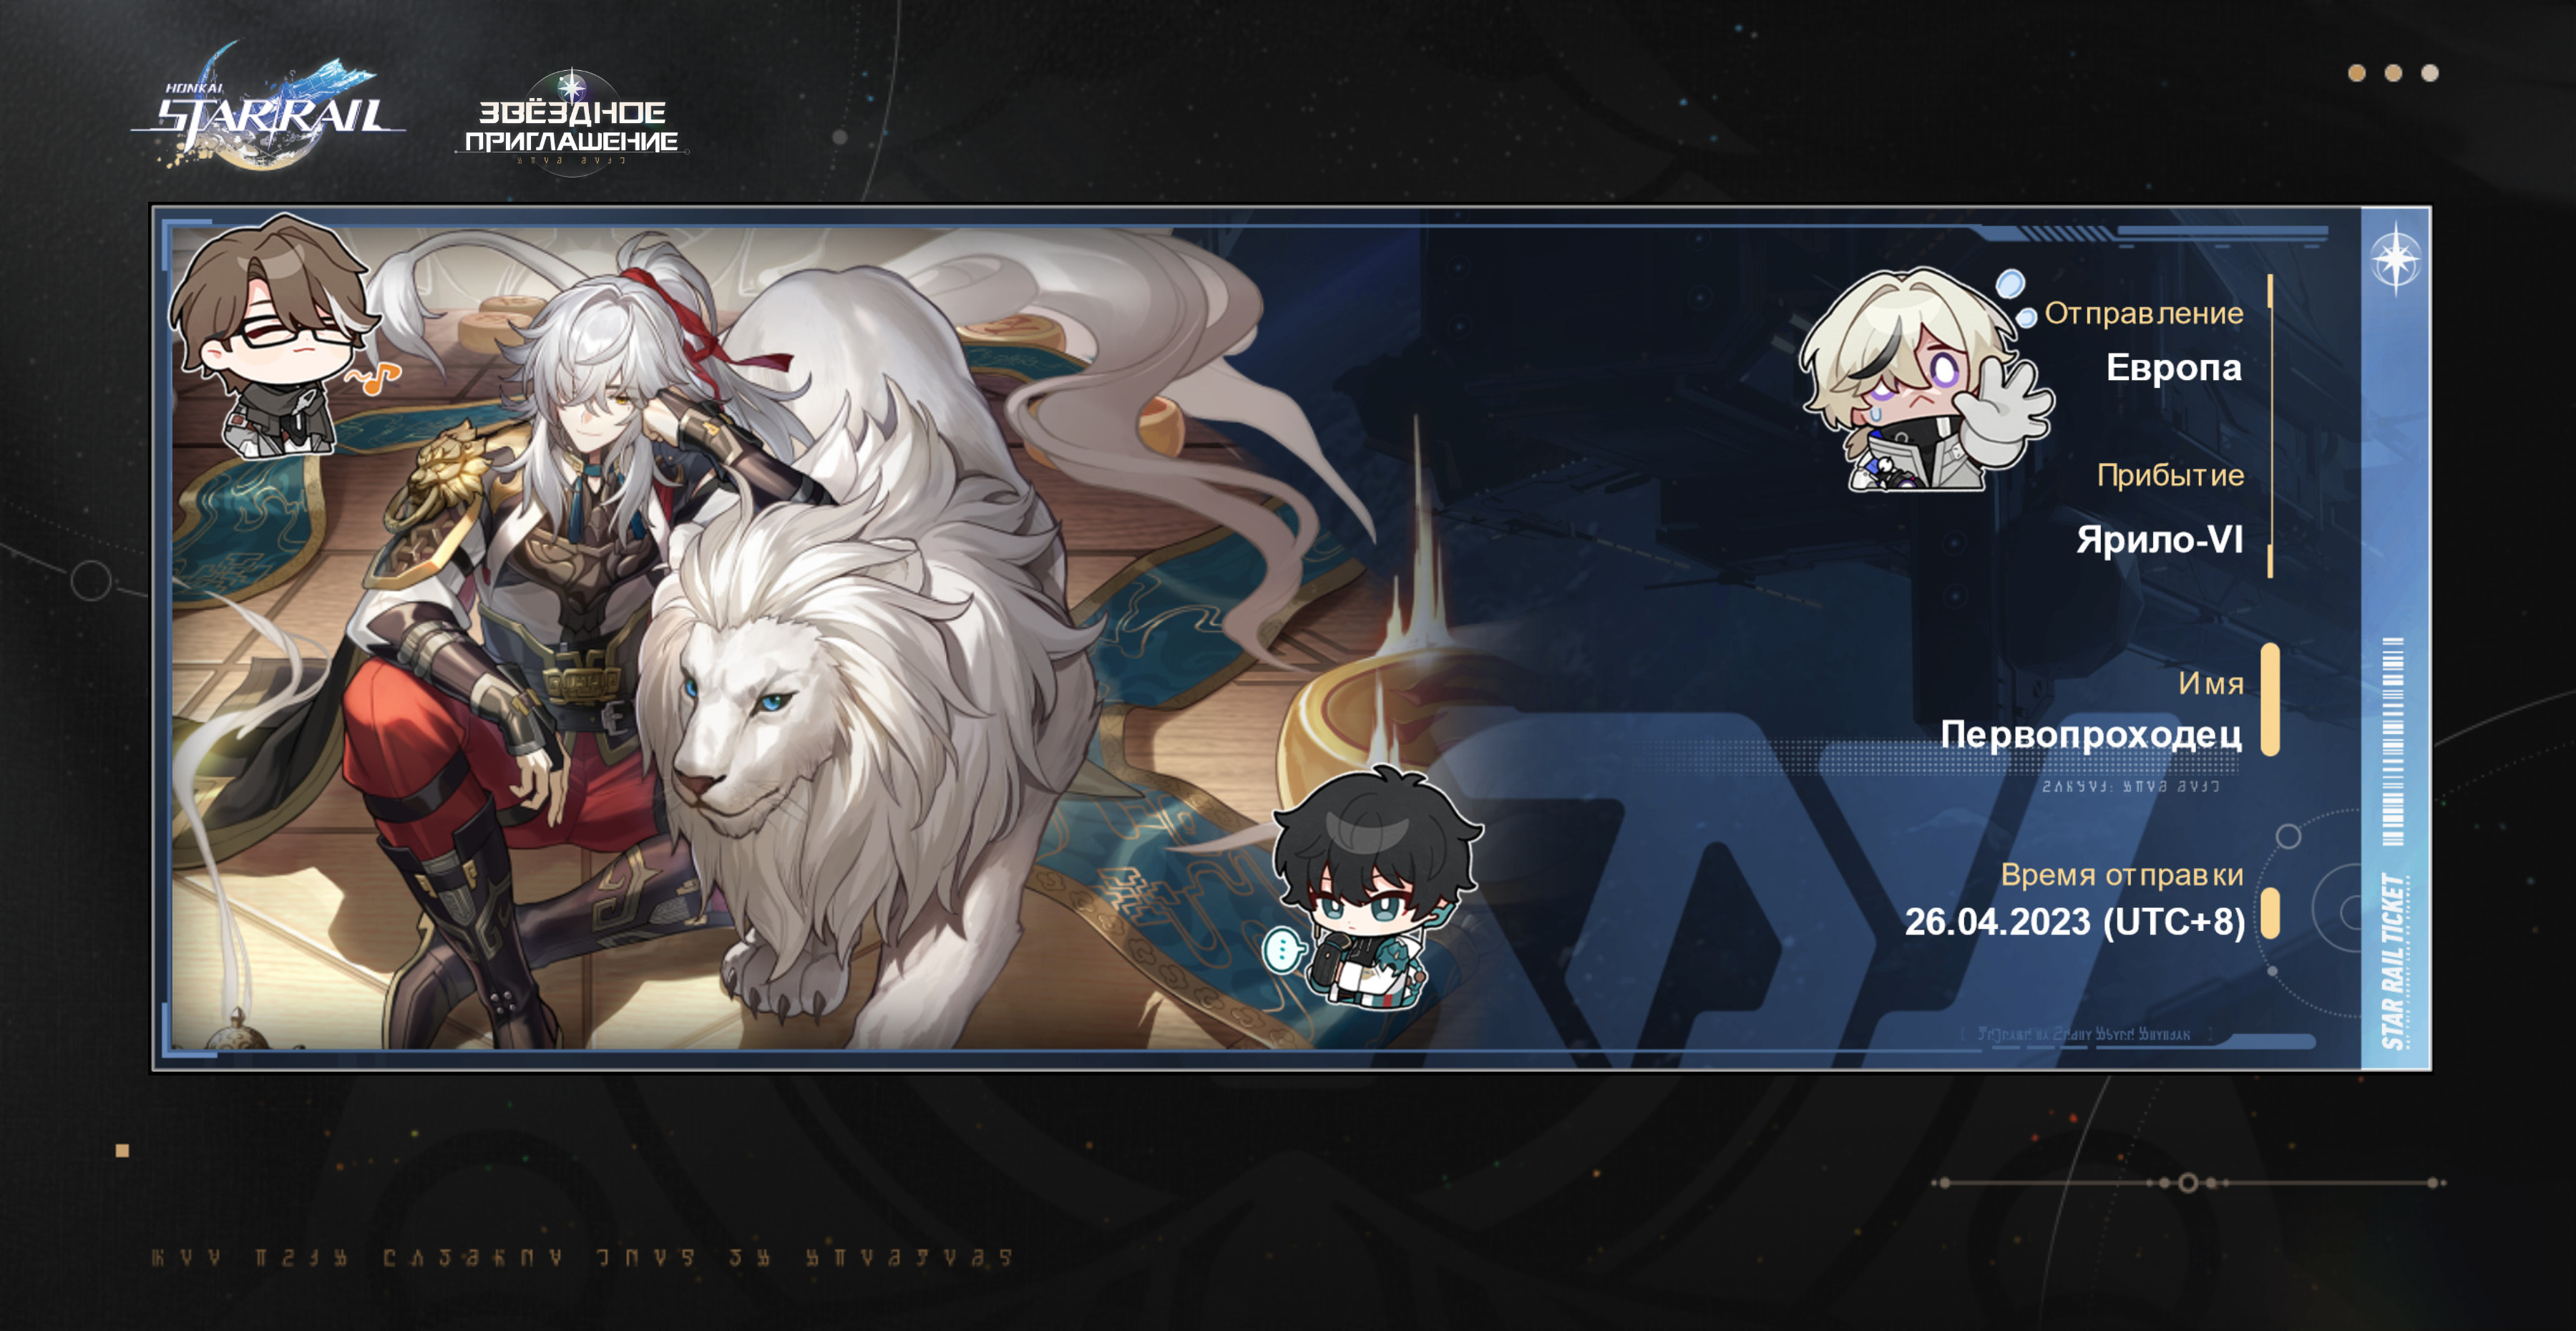 HONKAI
STAR RAIL
ЗВЁЗДНОЕ
ПРИГЛАШЕНИЕ
Отправление
Европа
Прибытие
Ярило-VI
Имя
Первопроходец
Время отправки
26.04.2023 (UTC+8)
STAR RAIL TICKET